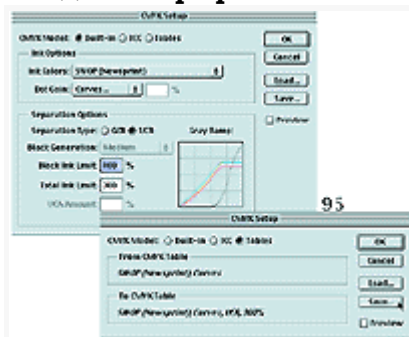 CMYK Setup
CMYK Model: Built-in ICC Tables
Ink Options
Ink Colors: SWOP (Newsprint)
Dot Gain: Curves... %
Separation Options
Separation Type: GCR UCR Gray Ramp:
Black Generation: Medium
Black Ink Limit: %
Total Ink Limit: 300 %
UCA Amount: %
OK
Cancel
Load...
Save...
Preview
95
CMYK Setup
CMYK Model: Built-in ICC Tables
From CMYK Table
SWOP (Newsprint) Curves
To CMYK Table
SWOP (Newsprint) Curves, UCR, 300%
OK
Cancel
Load...
Save...
Preview